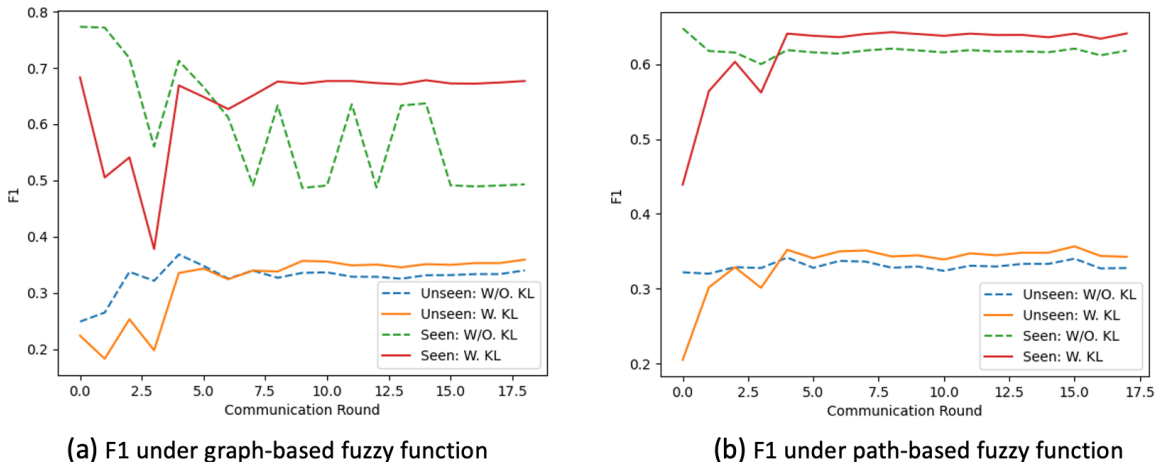 0.8
0.7
0.6
0.5
0.4
0.3
0.2
F1
0.0 2.5 5.0 7.5 10.0 12.5 15.0 17.5
Communication Round
Unseen: W/O. KL
Unseen: W. KL
Seen: W/O. KL
Seen: W. KL
(a) F1 under graph-based fuzzy function
0.6
0.5
0.4
0.3
0.2
F1
0.0 2.5 5.0 7.5 10.0 12.5 15.0 17.5
Communication Round
Unseen: W/O. KL
Unseen: W. KL
Seen: W/O. KL
Seen: W. KL
(b) F1 under path-based fuzzy function